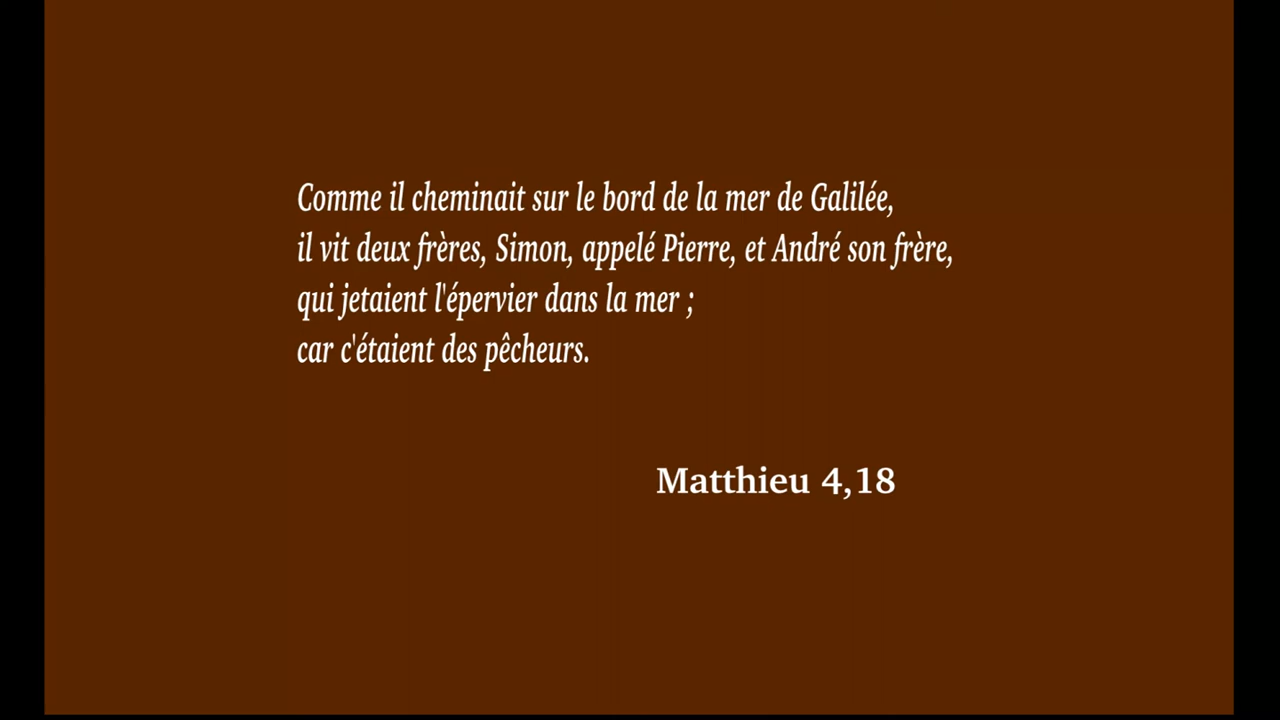 Comme il cheminait sur le bord de la mer de Galilée,
il vit deux frères, Simon, appelé Pierre, et André son frère,
qui jetaient l'épervier dans la mer ;
car c'étaient des pêcheurs.
Matthieu 4,18